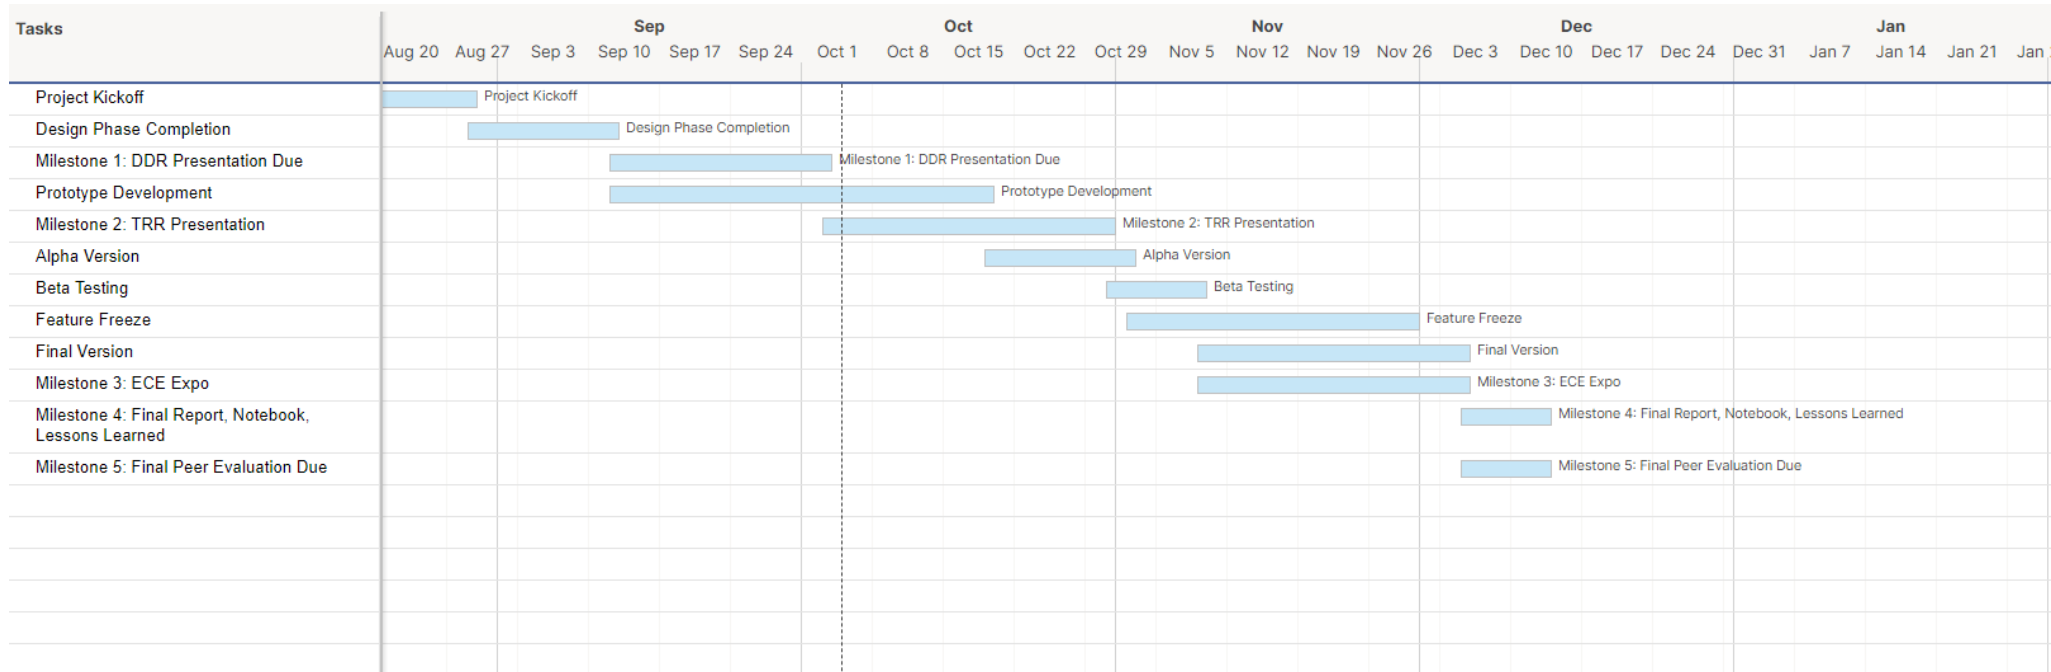 Tasks
Sep Oct Nov Dec Jan
Aug 20 Aug 27 Sep 3 Sep 10 Sep 17 Sep 24 Oct 1 Oct 8 Oct 15 Oct 22 Oct 29 Nov 5 Nov 12 Nov 19 Nov 26 Dec 3 Dec 10 Dec 17 Dec 24 Dec 31 Jan 7 Jan 14 Jan 21 Jan
Project Kickoff Project Kickoff
Design Phase Completion Design Phase Completion
Milestone 1: DDR Presentation Due Milestone 1: DDR Presentation Due
Prototype Development Prototype Development
Milestone 2: TRR Presentation Milestone 2: TRR Presentation
Alpha Version Alpha Version
Beta Testing Beta Testing
Feature Freeze Feature Freeze
Final Version Final Version
Milestone 3: ECE Expo Milestone 3: ECE Expo
Milestone 4: Final Report, Notebook, Milestone 4: Final Report, Notebook, Lessons Learned
Lessons Learned
Milestone 5: Final Peer Evaluation Due Milestone 5: Final Peer Evaluation Due